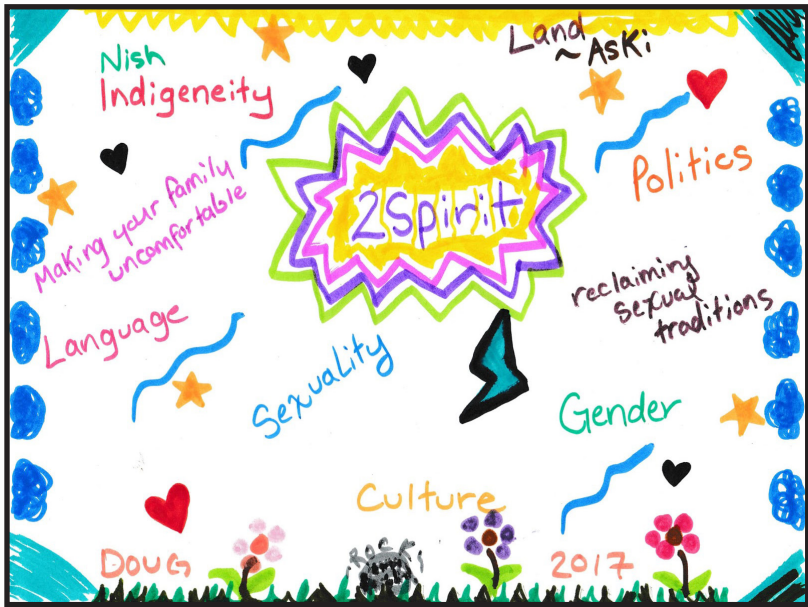 Nish
Indigeneity
Land
~ ASKi
Politics
Making your family
uncomfortable
2Spirit
reclaiming
sexual
traditions
Language
Sexuality
Gender
Culture
DOUG
ROCK!
2017